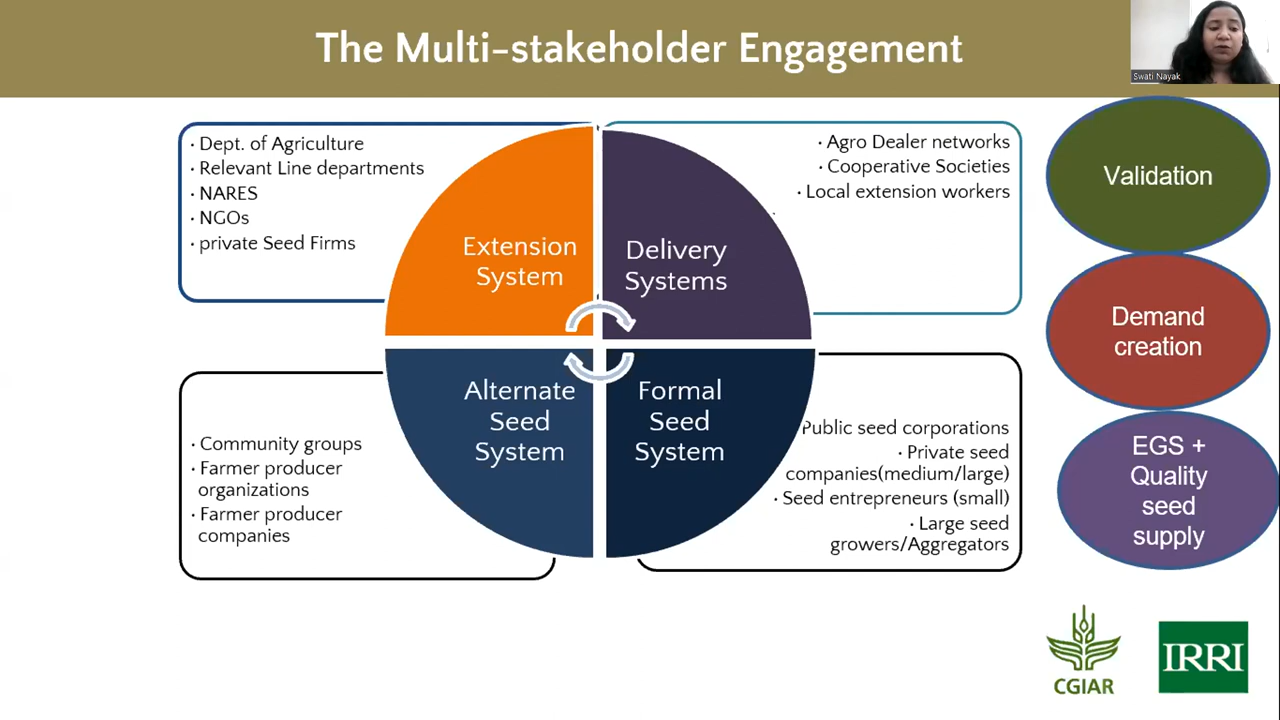 The Multi-stakeholder Engagement
Swati Nayak
· Dept. of Agriculture
· Relevant Line departments
· NARES
· NGOs
· private Seed Firms
Extension
System
Delivery
Systems
· Agro Dealer networks
· Cooperative Societies
· Local extension workers
·
Alternate
Seed
System
Formal
Seed
System
· Community groups
· Farmer producer
organizations
· Farmer producer
companies
Public seed corporations
· Private seed
companies(medium/large)
· Seed entrepreneurs (small)
· Large seed
growers/Aggregators
Validation
Demand
creation
EGS +
Quality
seed
supply
CGIAR
IRRI